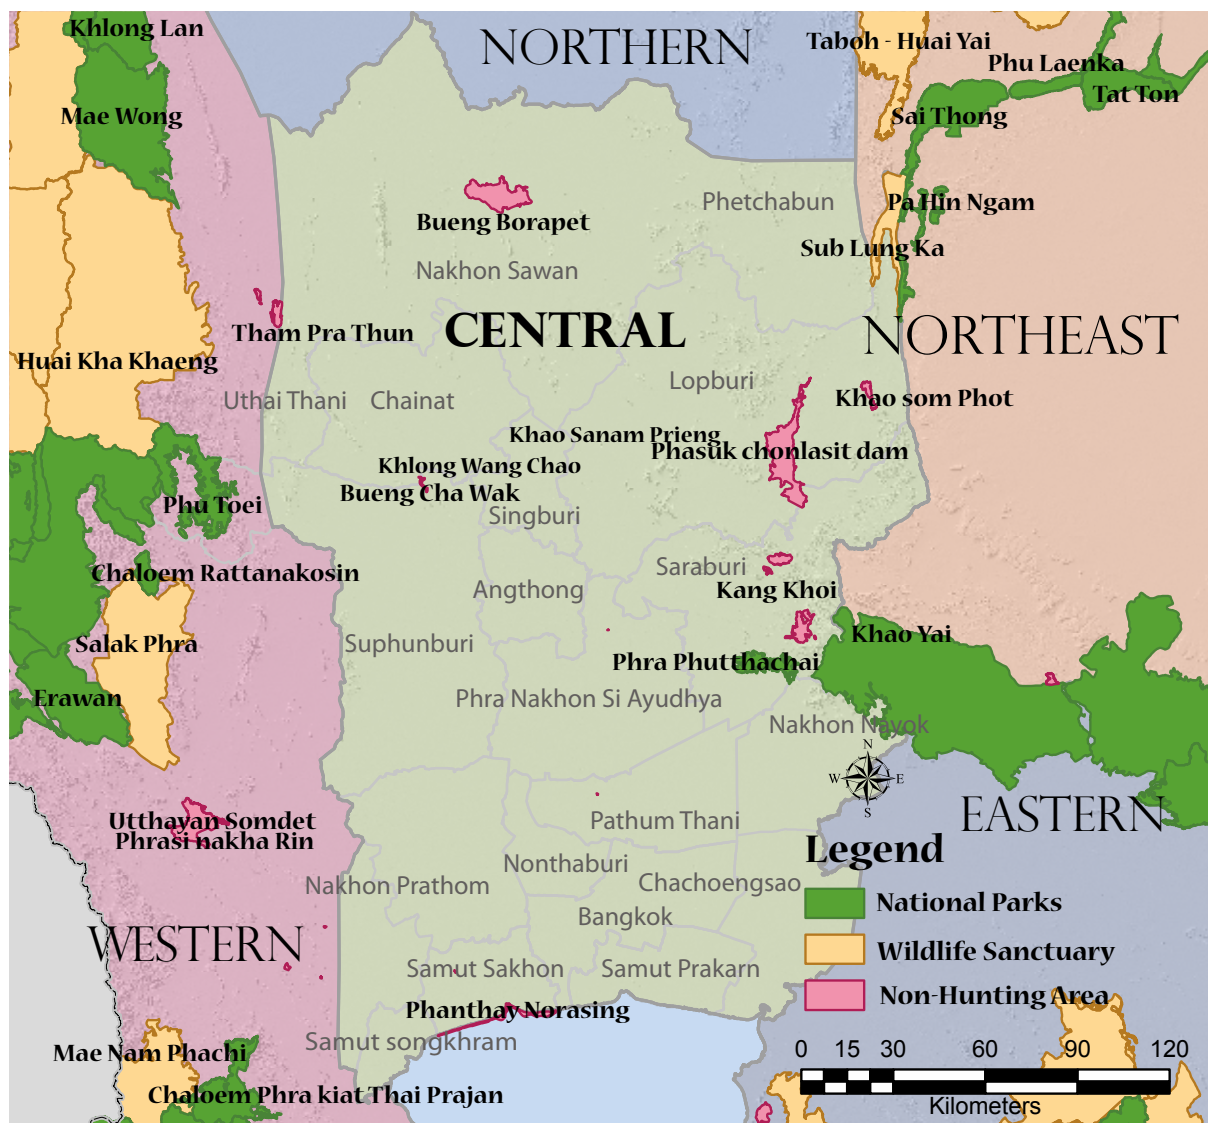 Khlong Lan
NORTHERN
Taboh - Huai Yai
Phu Laenka
Tat Ton
Mae Wong
Sai Thong
Phetchabun
Pa Hin Ngam
Bueng Borapet
Sub Lung Ka
Nakhon Sawan
Tham Pra Thun
CENTRAL
NORTHEAST
Huai Kha Khaeng
Lopburi
Uthai Thani
Chainat
Khao som Phot
Khao Sanam Prieng
Phasuk chonlasit dam
Khlong Wang Chao
Bueng Cha Wak
Phu Toei
Singburi
Chaloem Rattanakosin
Saraburi
Angthong
Kang Khoi
Salak Phra
Suphunburi
Khao Yai
Phra Phutthachai
Erawan
Phra Nakhon Si Ayudhya
Nakhon Nayok
N
W
E
S
Utthayan Somdet
Phrasi nakha Rin
Pathum Thani
EASTERN
Legend
Nonthaburi
Nakhon Prathom
Chachoengsao
National Parks
Bangkok
WESTERN
Wildlife Sanctuary
Samut Sakhon
Samut Prakarn
Non-Hunting Area
Phanthay Norasing
Samut songkhram
Mae Nam Phachi
0 15 30 60 90 120
Chaloem Phra kiat Thai Prajan
Kilometers